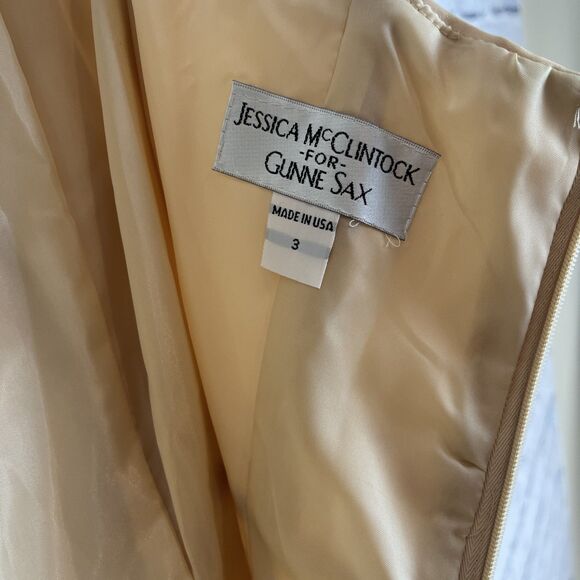 JESSICA McCLINTOCK
-FOR-
GUNNE SAX
MADE IN USA
3